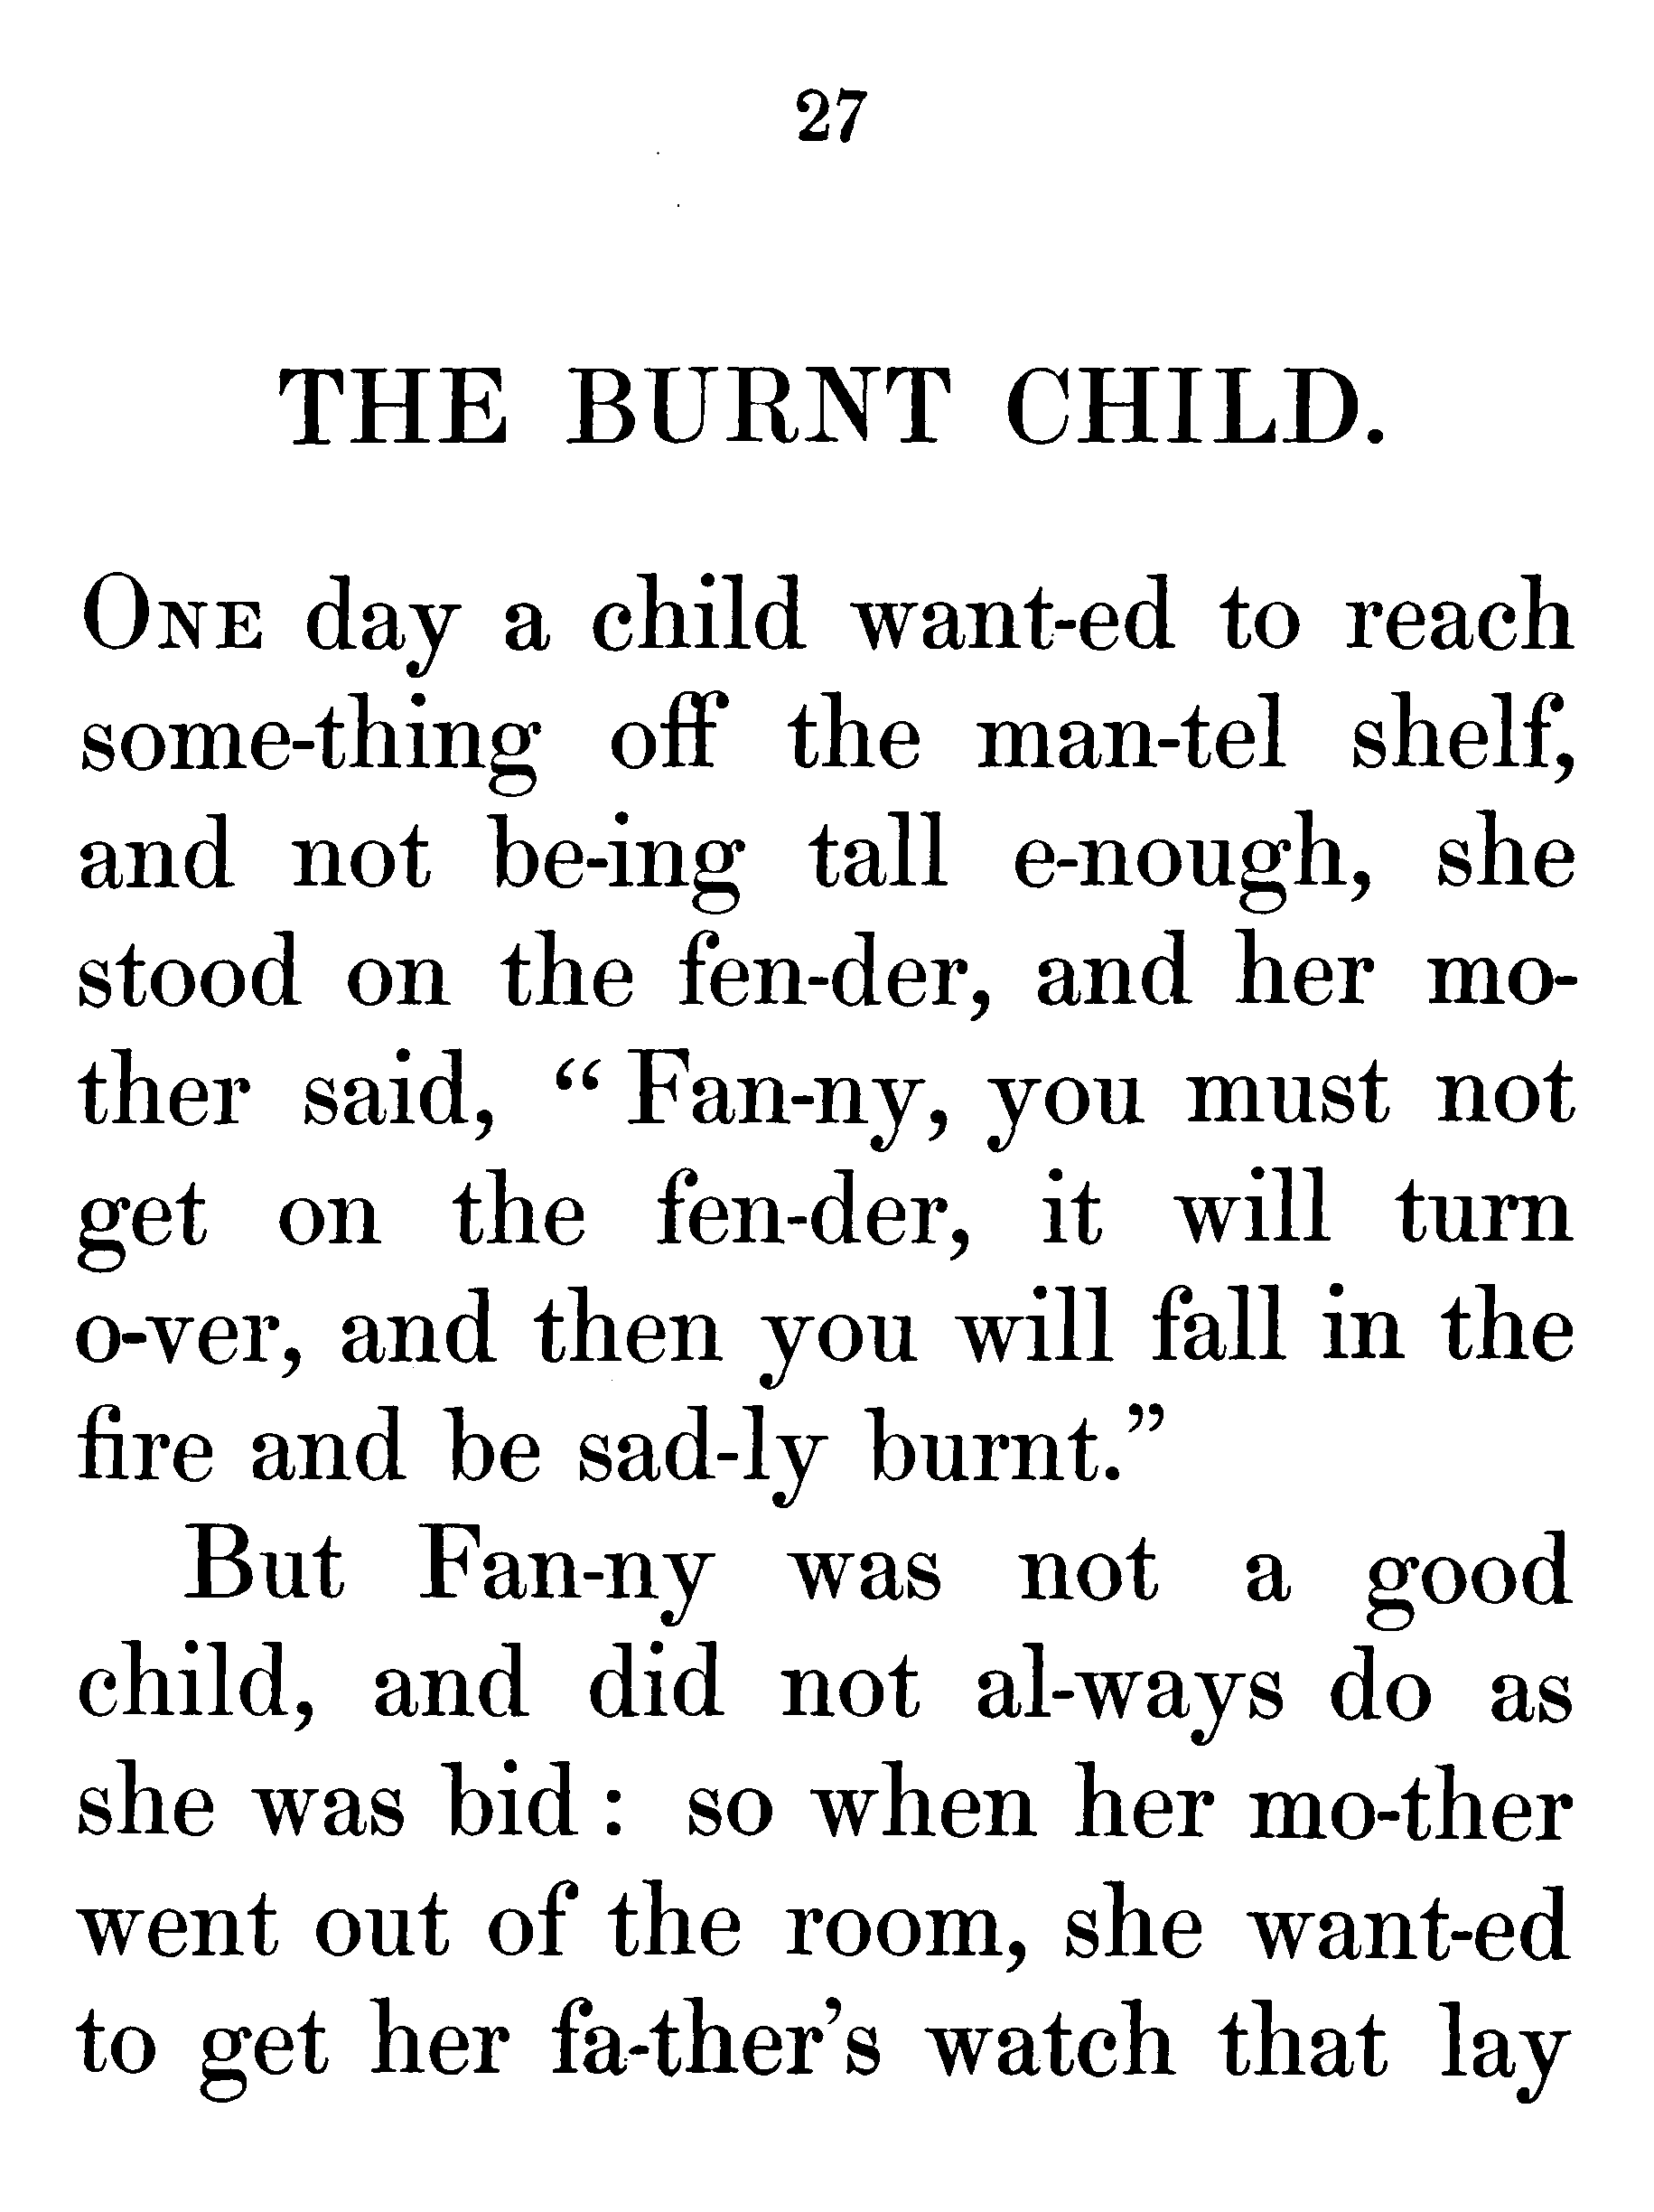 27
THE BURNT CHILD.
ONE day a child want-ed to reach
some-thing off the man-tel shelf,
and not be-ing tall e-nough, she
stood on the fen-der, and her mo-
ther said, “ Fan-ny, you must not
get on the fen-der, it will turn
o-ver, and then you will fall in the
fire and be sad-ly burnt.”
But Fan-ny was not a good
child, and did not al-ways do as
she was bid : so when her mo-ther
went out of the room, she want-ed
to get her fa-ther's watch that lay